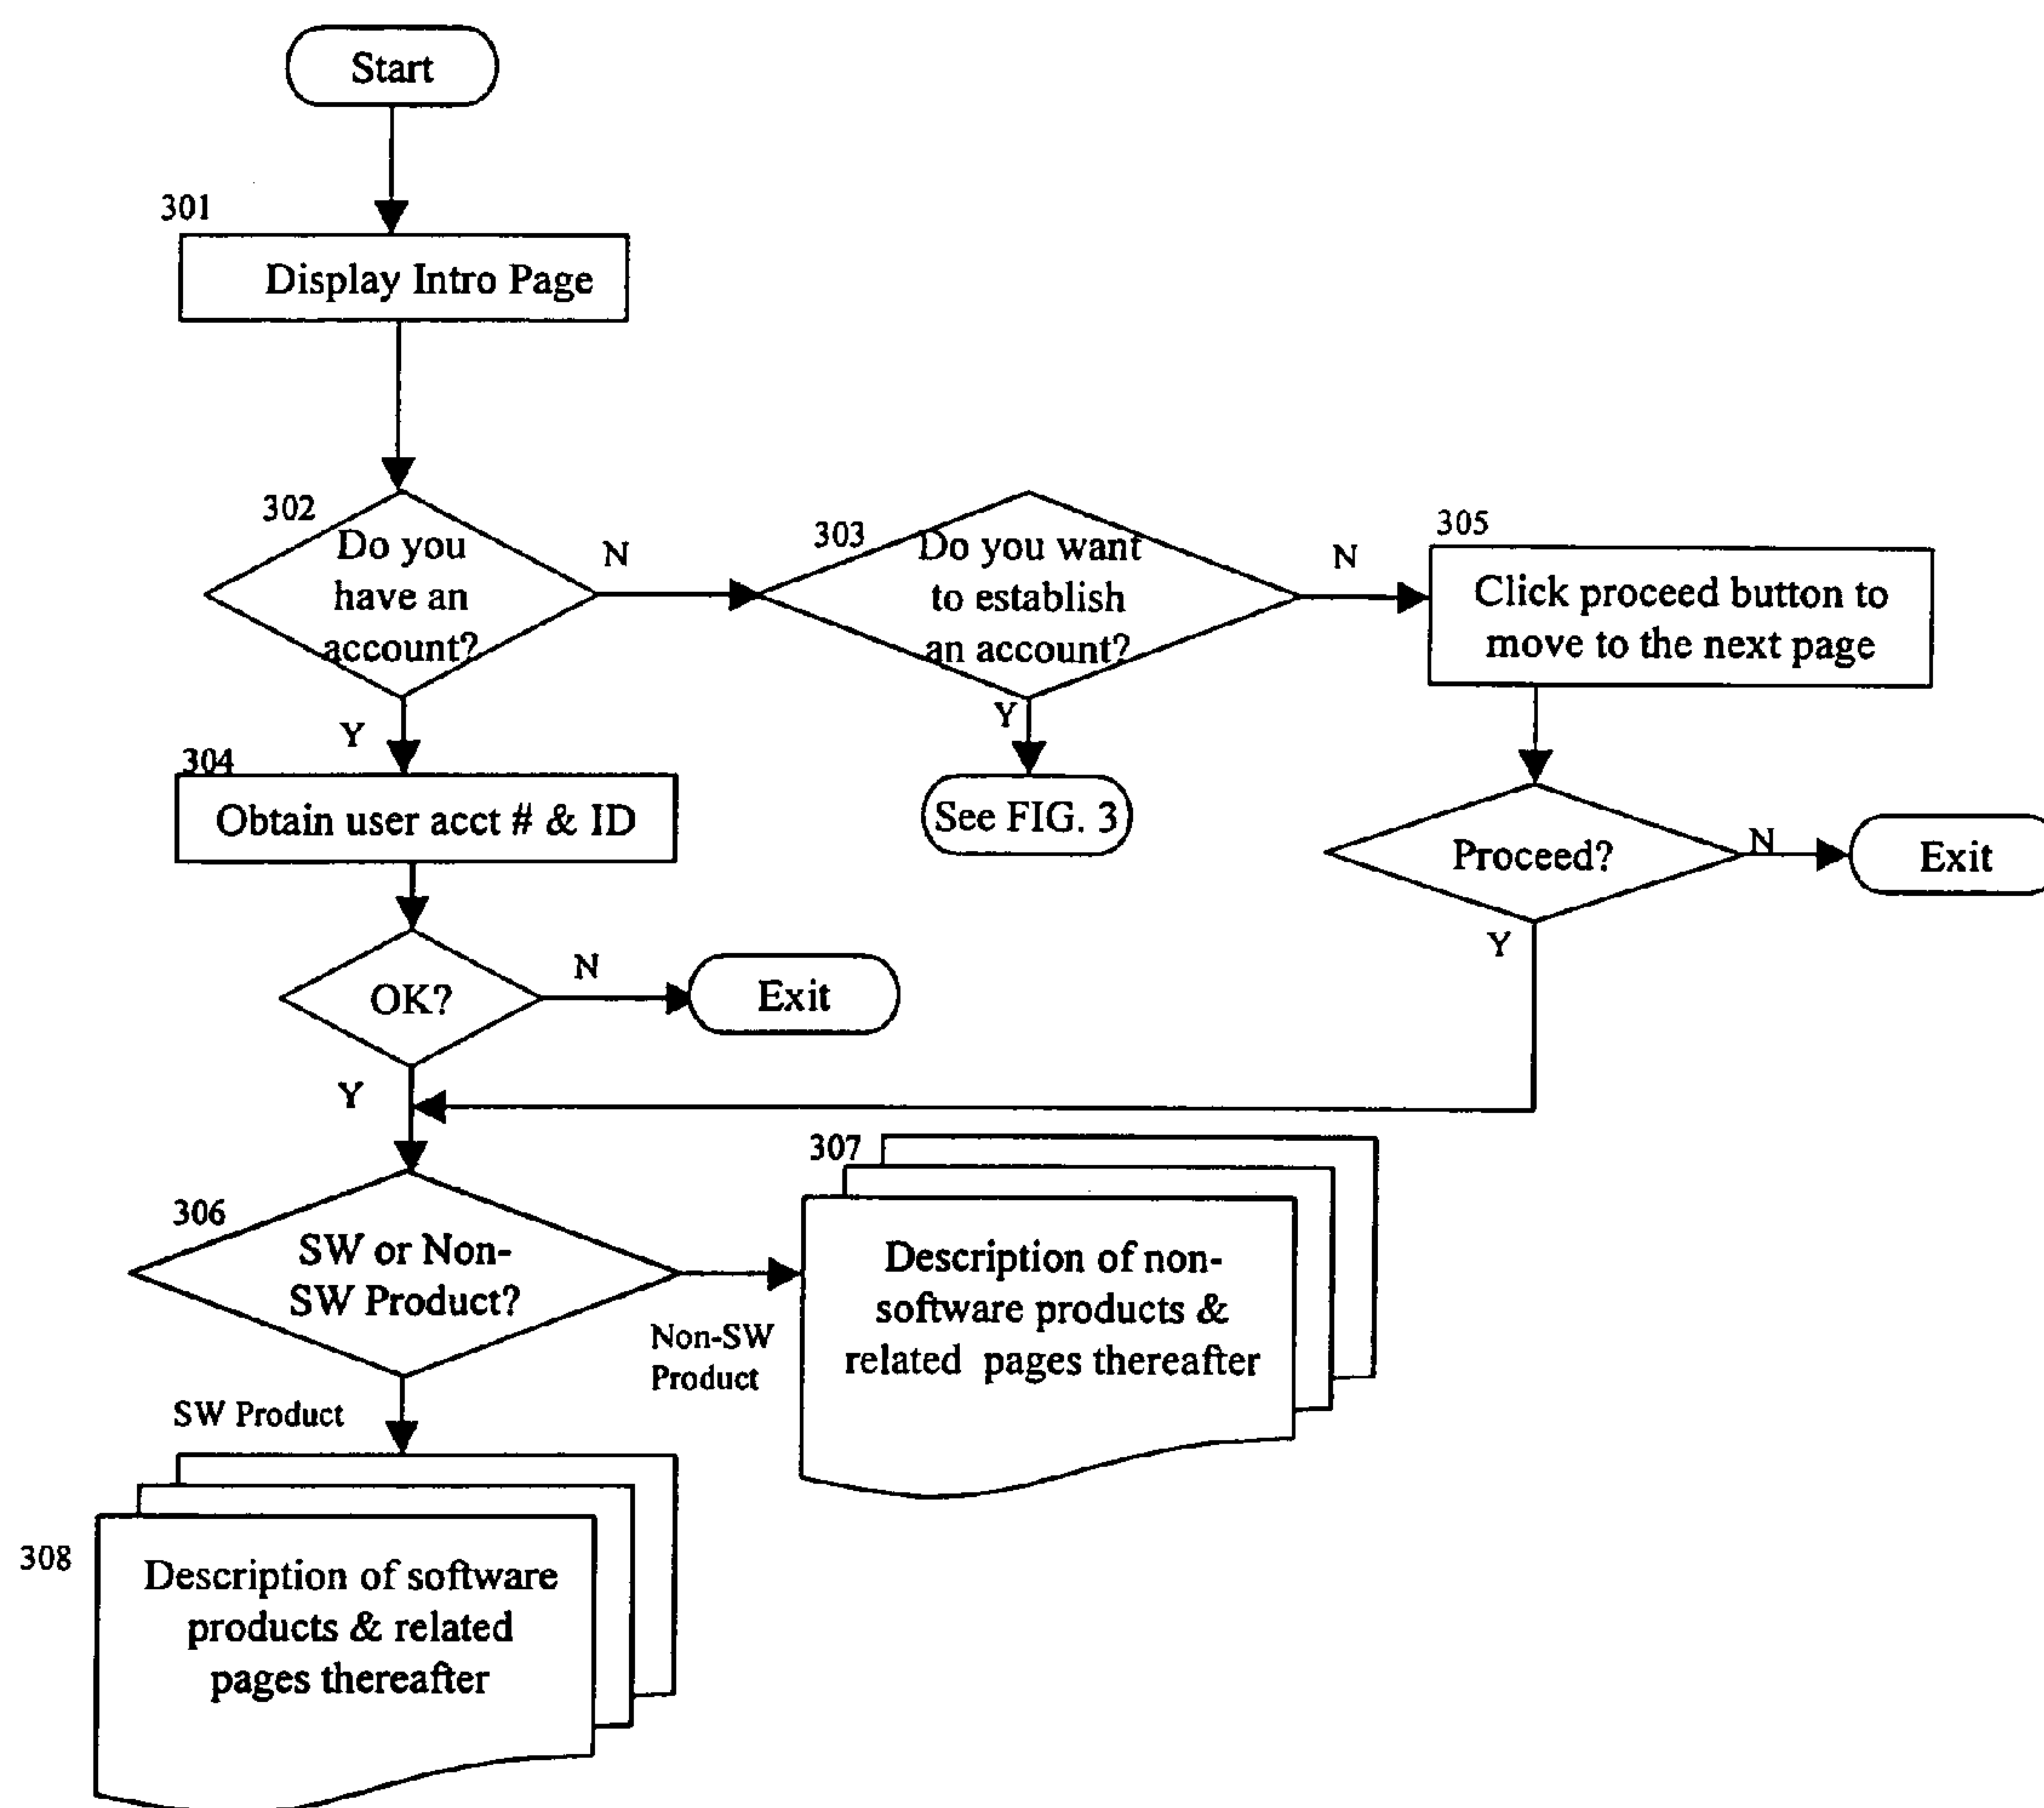 Start
301
Display Intro Page
302
Do you
have an
account?
N
303
Do you want
to establish
an account?
N
305
Click proceed button to
move to the next page
Y
304
Obtain user acct # & ID
Y
See FIG. 3
Proceed?
N
Exit
Y
OK?
N
Exit
Y
306
SW or Non-
SW Product?
Non-SW
Product
307
Description of non-
software products &
related pages thereafter
SW Product
308
Description of software
products & related
pages thereafter